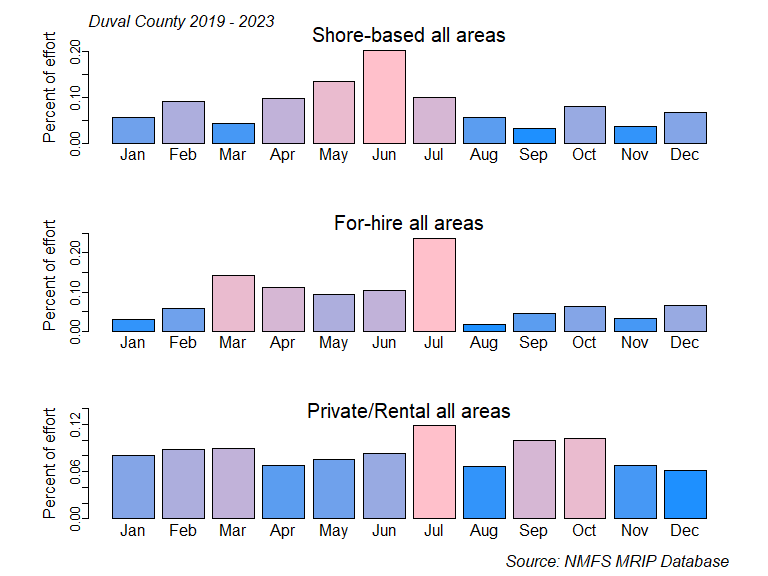 Duval County 2019 - 2023
Shore-based all areas
Percent of effort
0.00 0.10 0.20
Jan Feb Mar Apr May Jun Jul Aug Sep Oct Nov Dec
For-hire all areas
Percent of effort
0.00 0.10 0.20
Jan Feb Mar Apr May Jun Jul Aug Sep Oct Nov Dec
Private/Rental all areas
Percent of effort
0.00 0.06 0.12
Jan Feb Mar Apr May Jun Jul Aug Sep Oct Nov Dec
Source: NMFS MRIP Database